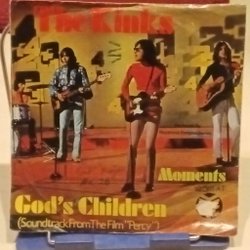 The Kinks
Moments
God's Children
(Soundtrack From The Film "Percy")